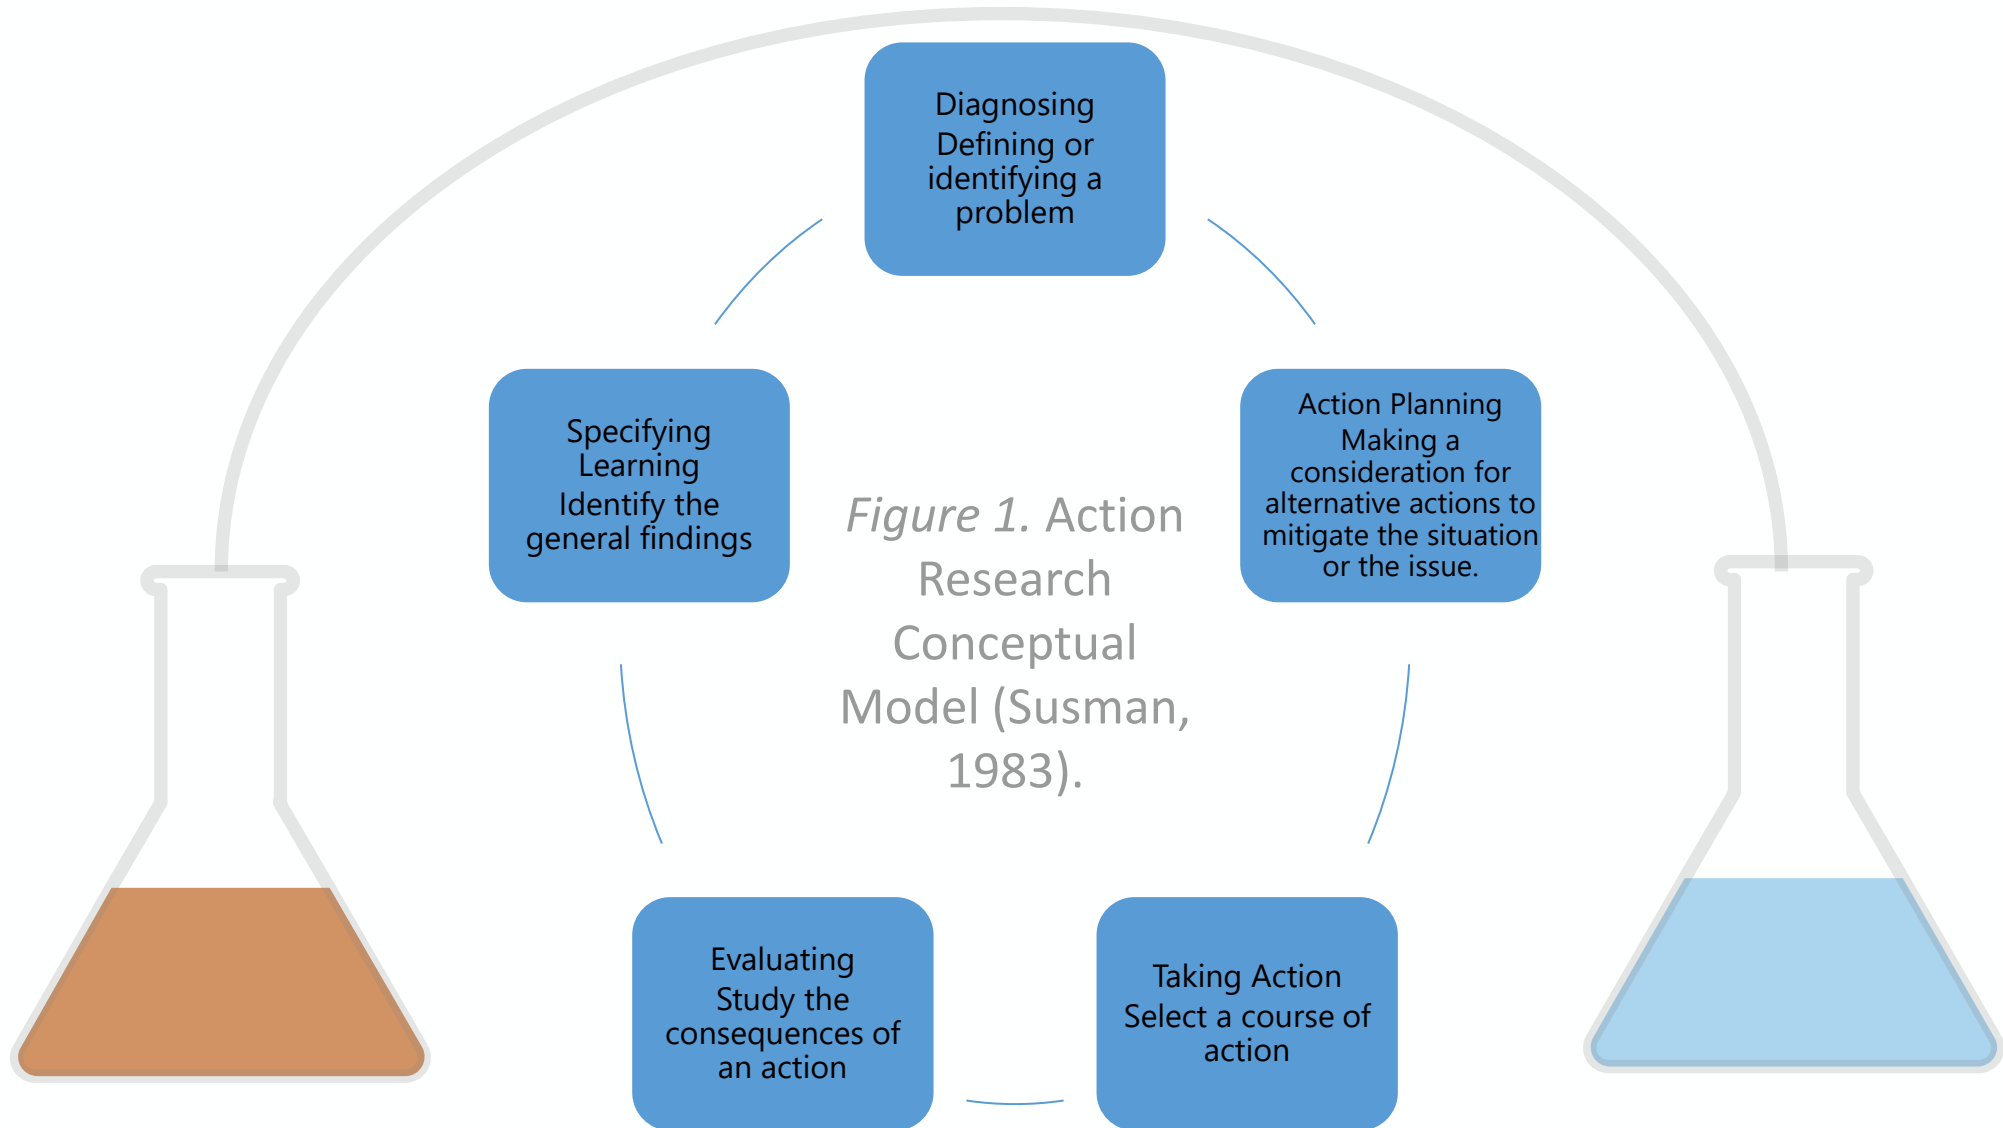 Diagnosing
Defining or
identifying a
problem
Action Planning
Making a
consideration for
alternative actions to
mitigate the situation
or the issue.
Taking Action
Select a course of
action
Evaluating
Study the
consequences of
an action
Specifying
Learning
Identify the
general findings
Figure 1. Action
Research
Conceptual
Model (Susman,
1983).